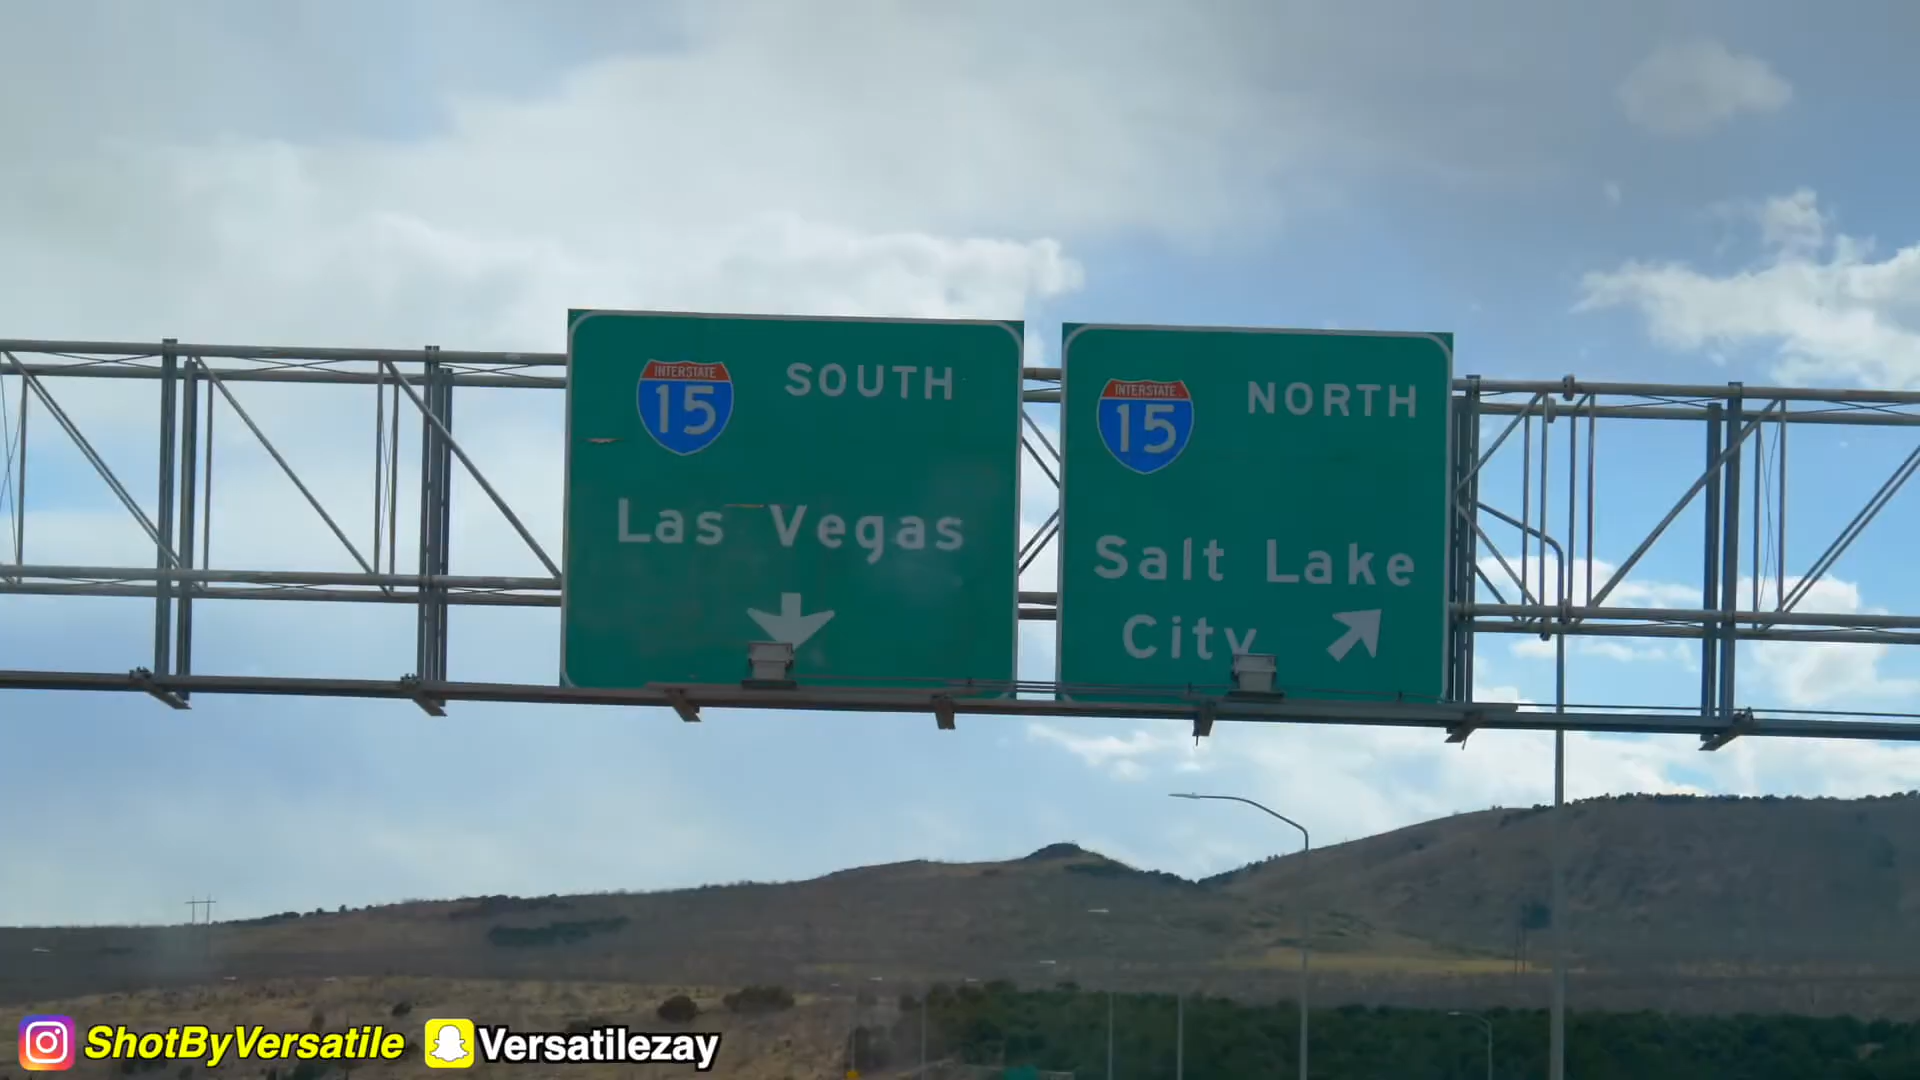 INTERSTATE
15 SOUTH
Las Vegas
INTERSTATE
15 NORTH
Salt Lake
City
ShotByVersatile Versatilezay